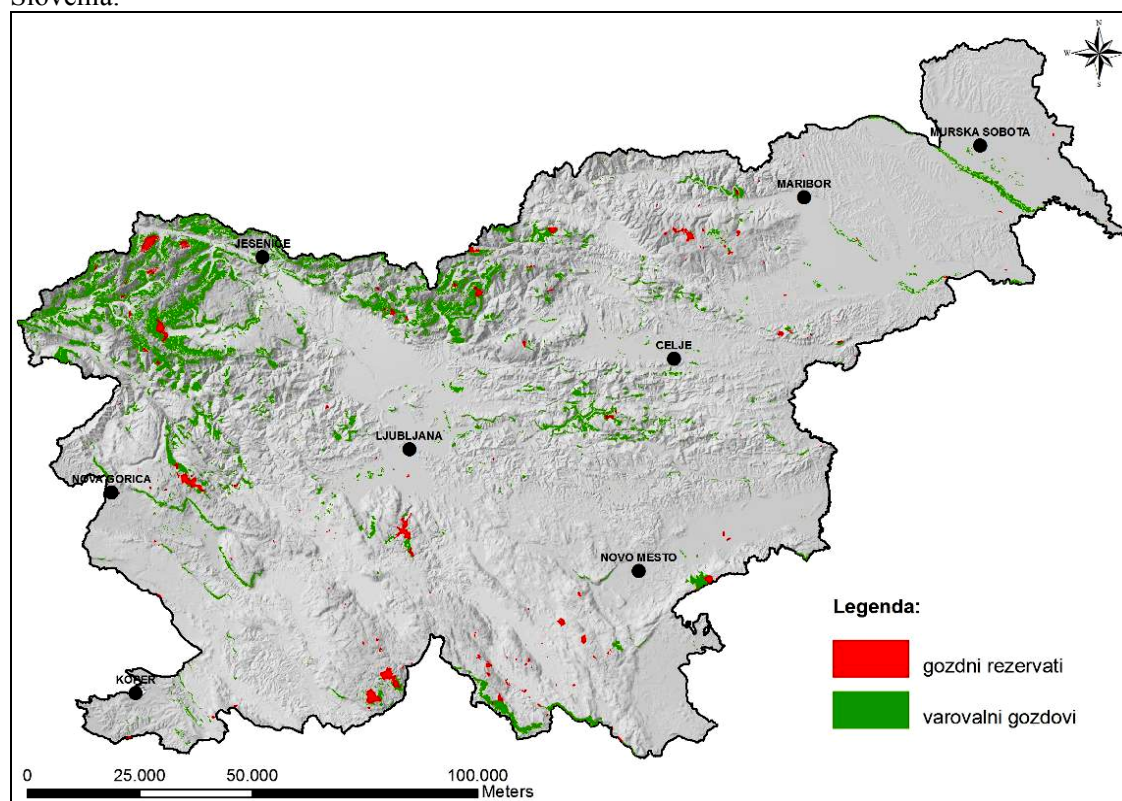 Slovenia.
N
W
S
MURSKA SOBOTA
MARIBOR
JESENICE
CELJE
LJUBLJANA
NOVA GORICA
NOVO MESTO
KOPER
Legenda:
gozdni rezervati
varovalni gozdovi
0 25.000 50.000 100.000
Meters